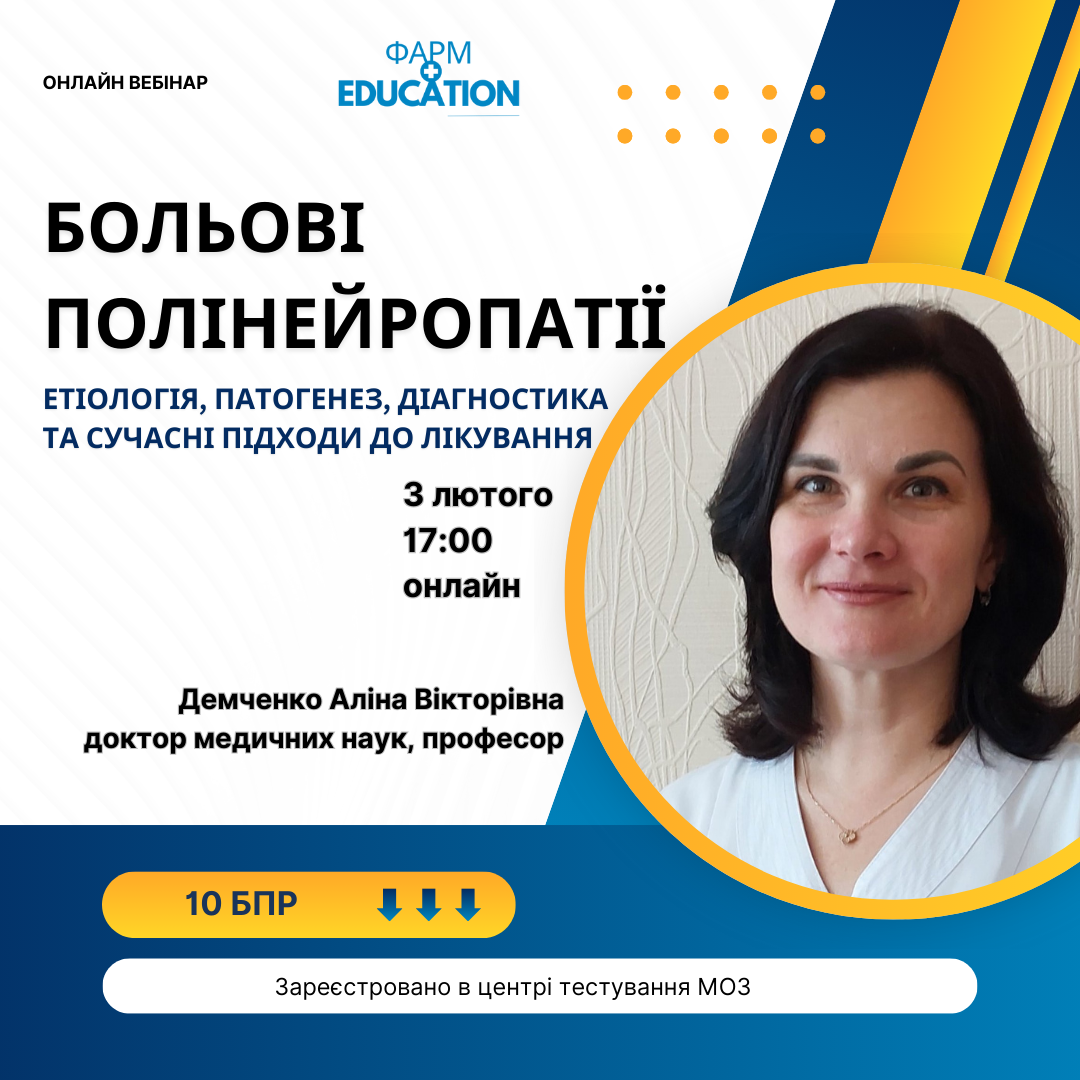 ОНЛАЙН ВЕБІНАР
ФАРМ
EDUCATION
БОЛЬОВІ
ПОЛІНЕЙРОПАТІЇ
ЕТІОЛОГІЯ, ПАТОГЕНЕЗ, ДІАГНОСТИКА
ТА СУЧАСНІ ПІДХОДИ ДО ЛІКУВАННЯ
3 лютого
17:00
онлайн
Демченко Аліна Вікторівна
доктор медичних наук, професор
10 БПР
Зареєстровано в центрі тестування МОЗ